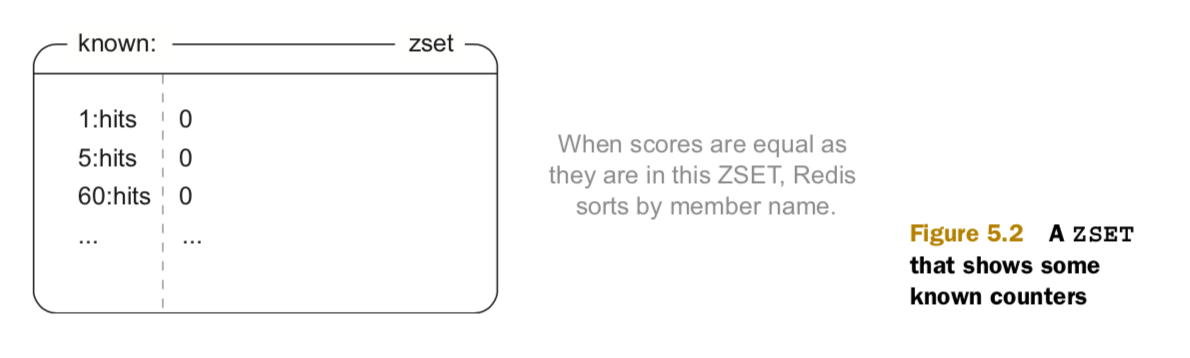 known: zset
1:hits 0
5:hits 0
60:hits 0
... ...
When scores are equal as
they are in this ZSET, Redis
sorts by member name.
Figure 5.2 A ZSET
that shows some
known counters